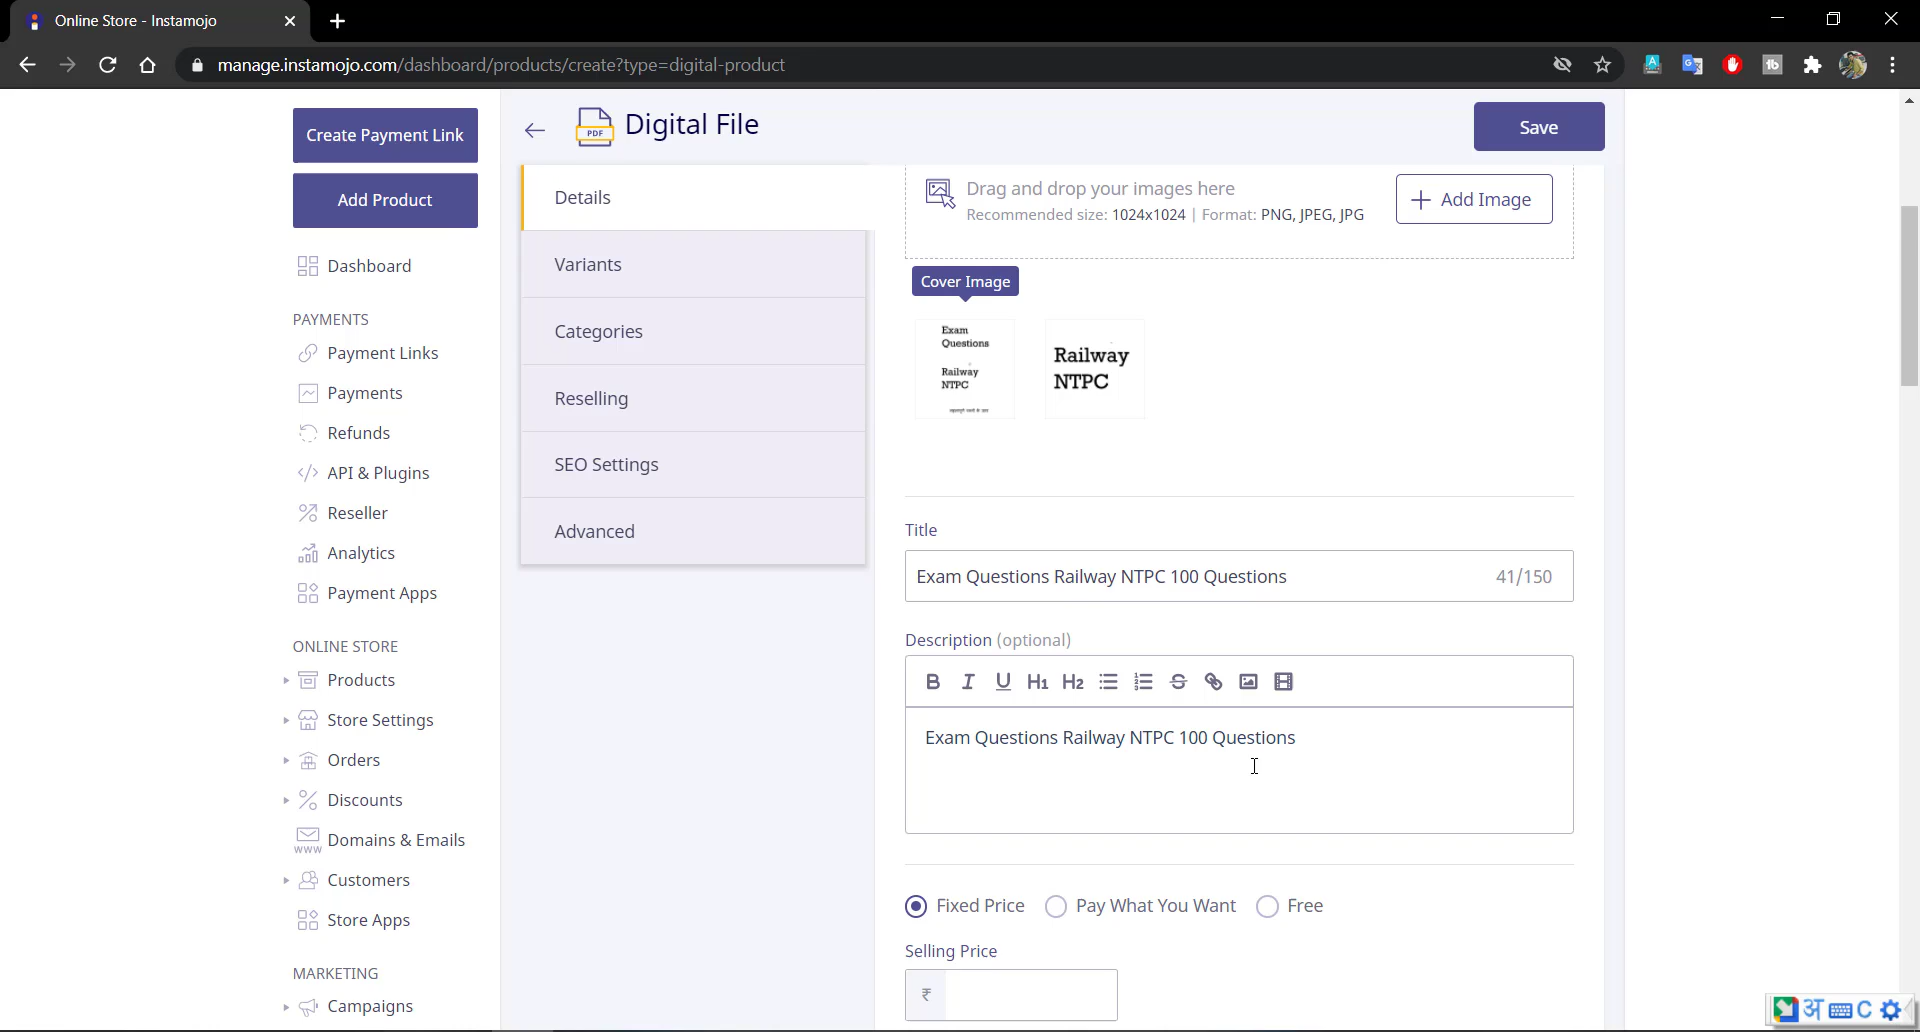 Online Store - Instamojo
manage.instamojo.com/dashboard/products/create?type=digital-product
Create Payment Link
Add Product
Dashboard
PAYMENTS
Payment Links
Payments
Refunds
API & Plugins
Reseller
Analytics
Payment Apps
ONLINE STORE
Products
Store Settings
Orders
Discounts
WWW
Domains & Emails
Customers
Store Apps
MARKETING
Campaigns
PDF
Digital File
Save
Details
Variants
Categories
Reselling
SEO Settings
Advanced
Drag and drop your images here
Recommended size: 1024x1024 | Format: PNG, JPEG, JPG
Add Image
Cover Image
Exam
Questions
Railway
NTPC
Railway
NTPC
Title
Exam Questions Railway NTPC 100 Questions 41/150
Description (optional)
B I U H1 H2 S
Exam Questions Railway NTPC 100 Questions
Fixed Price Pay What You Want Free
Selling Price
₹
अ C